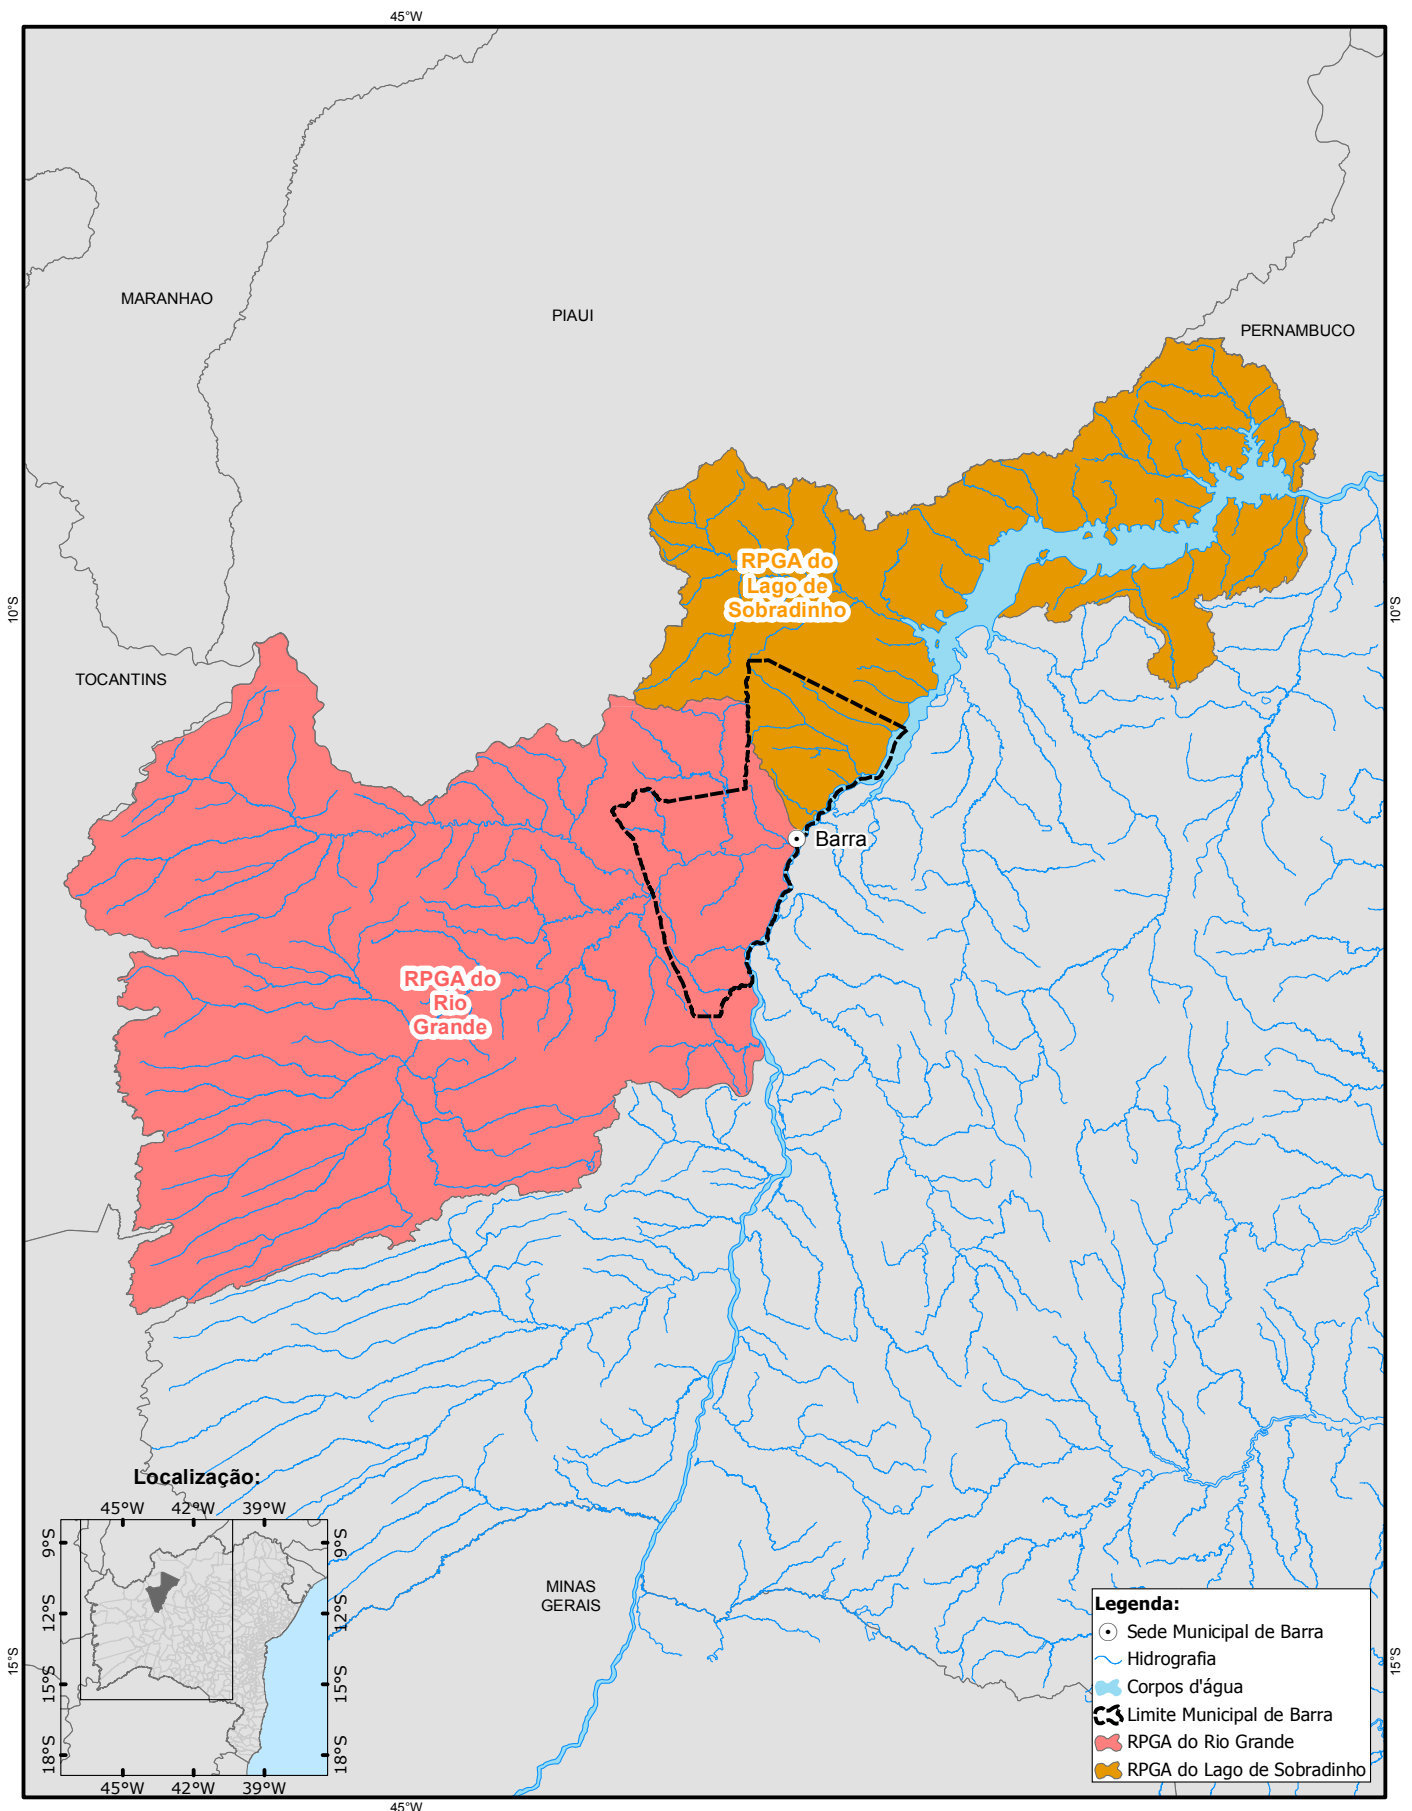 45°W
MARANHAO
PIAUI
PERNAMBUCO
RPGA do
Lago de
Sobradinho
10°S
10°S
TOCANTINS
Barra
RPGA do
Rio
Grande
Localização:
45°W 42°W 39°W
9°S 9°S
12°S 12°S
15°S 15°S
18°S 18°S
45°W 42°W 39°W
MINAS
GERAIS
15°S
15°S
Legenda:
Sede Municipal de Barra
Hidrografia
Corpos d'água
Limite Municipal de Barra
RPGA do Rio Grande
RPGA do Lago de Sobradinho
45°W